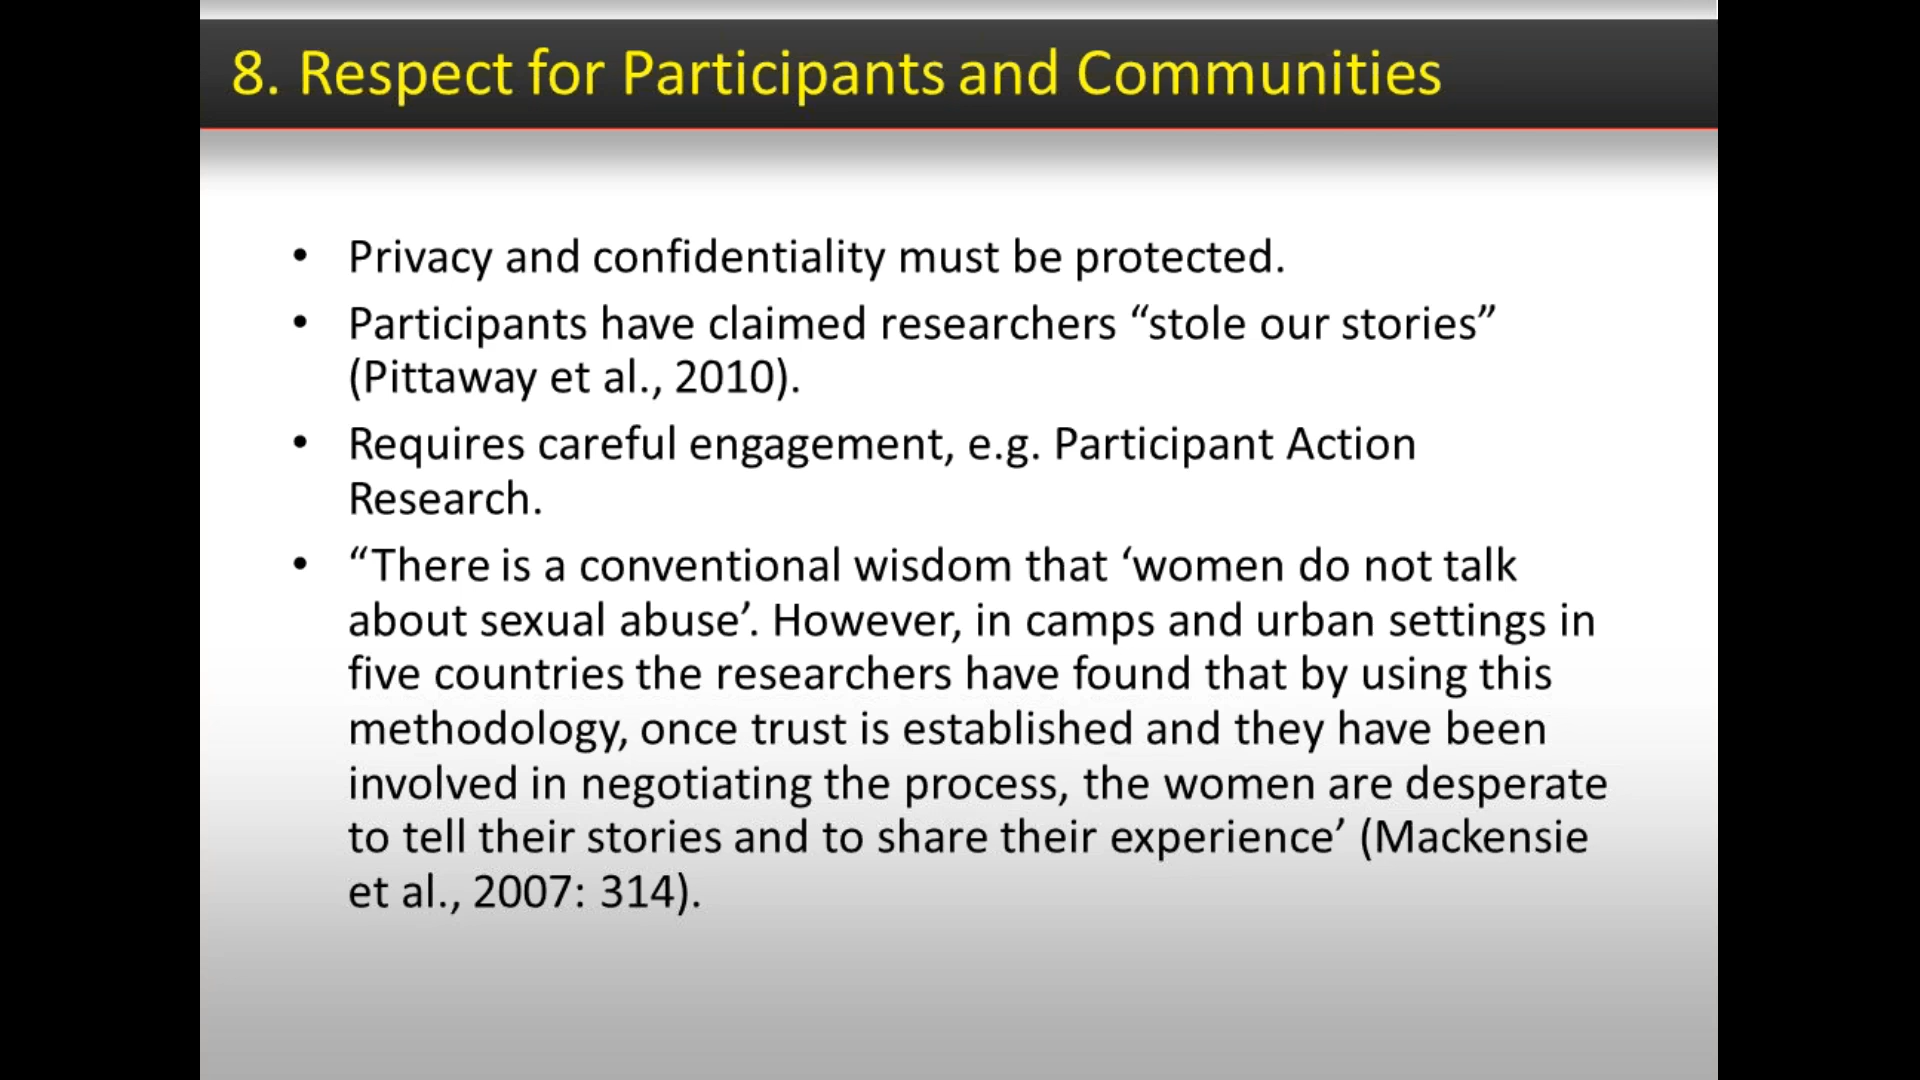 8. Respect for Participants and Communities
• Privacy and confidentiality must be protected.
• Participants have claimed researchers “stole our stories”
(Pittaway et al., 2010).
• Requires careful engagement, e.g. Participant Action
Research.
• “There is a conventional wisdom that ‘women do not talk
about sexual abuse’. However, in camps and urban settings in
five countries the researchers have found that by using this
methodology, once trust is established and they have been
involved in negotiating the process, the women are desperate
to tell their stories and to share their experience’ (Mackensie
et al., 2007: 314).